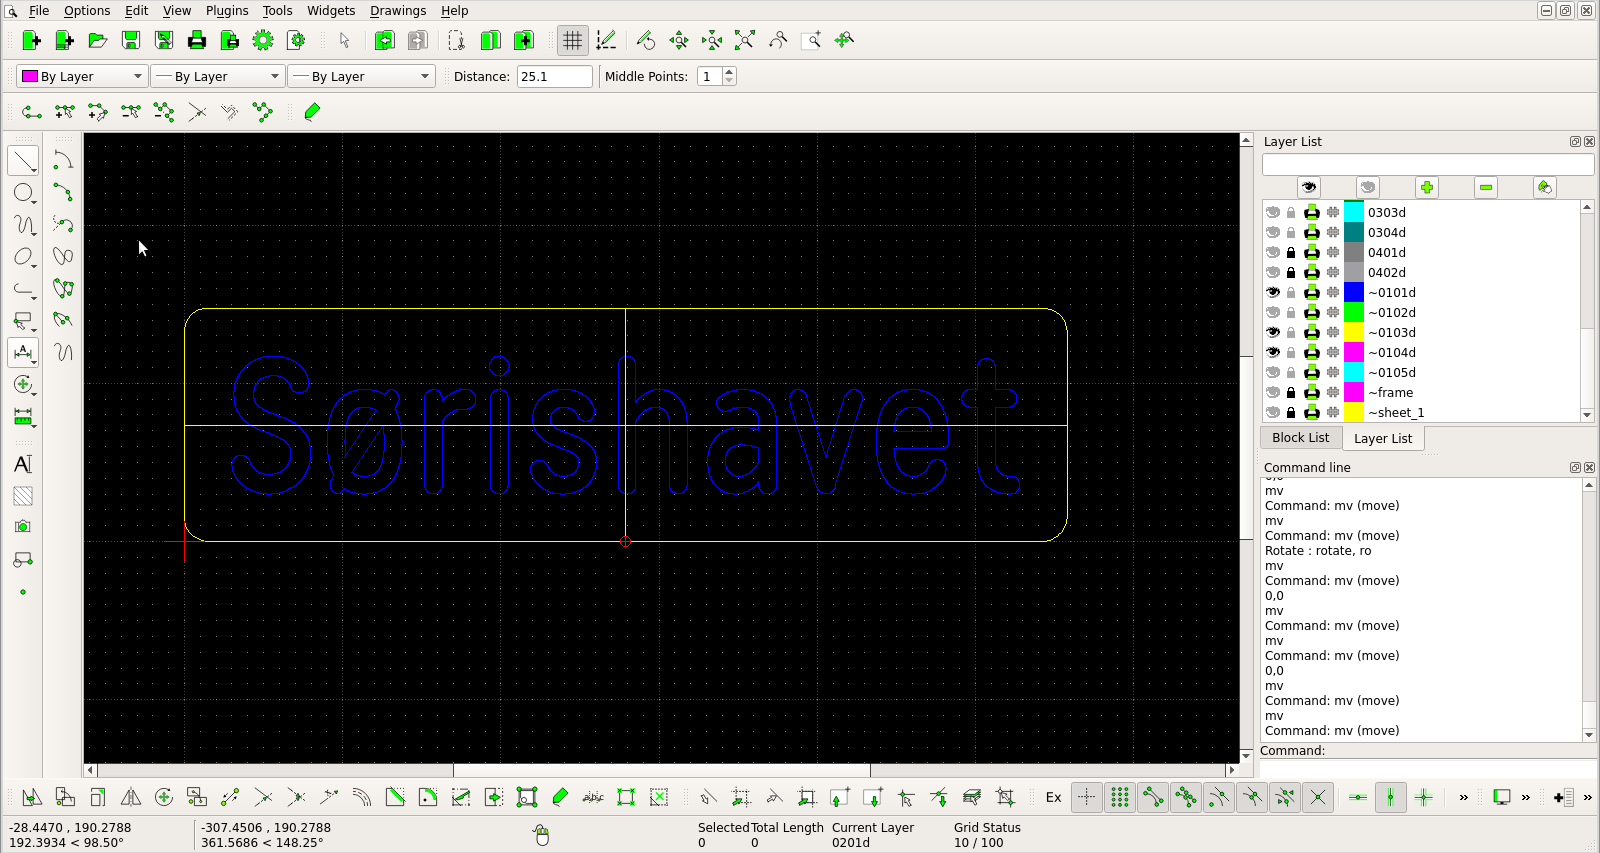 File Options Edit View Plugins Tools Widgets Drawings Help
By Layer By Layer By Layer Distance: 25.1 Middle Points: 1
Layer List
0303d
0304d
0401d
0402d
~0101d
~0102d
~0103d
~0104d
~0105d
~frame
~sheet_1
Block List Layer List
Sørishavet
Command line
0,0
mv
Command: mv (move)
mv
Command: mv (move)
Rotate : rotate, ro
mv
Command: mv (move)
0,0
mv
Command: mv (move)
mv
Command: mv (move)
0,0
mv
Command: mv (move)
mv
Command: mv (move)
Command:
Ex » » »
-28.4470 , 190.2788 -307.4506 , 190.2788 Selected Total Length Current Layer Grid Status
192.3934 < 98.50° 361.5686 < 148.25° 0 0 0201d 10 / 100